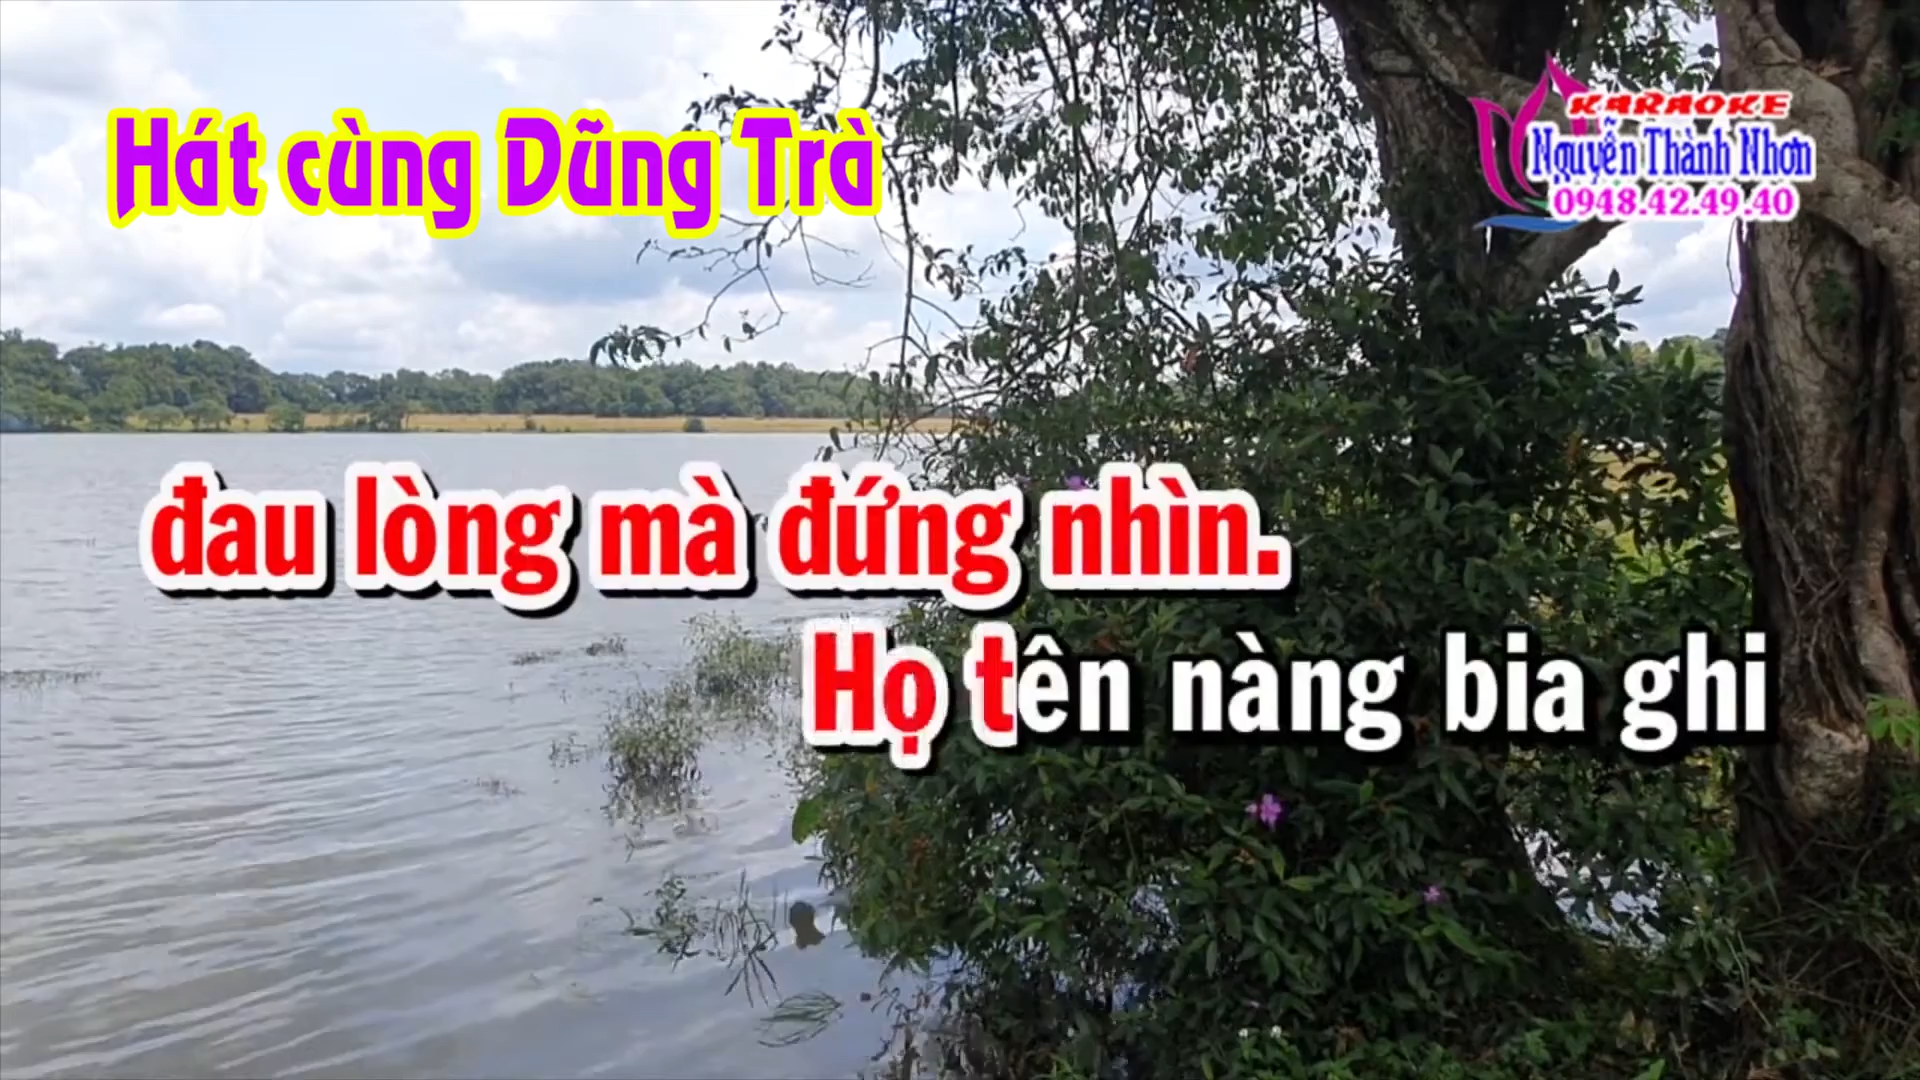 Hát cùng Dũng Trà
KARAOKE
Nguyễn Thành Nhơn
0948.42.49.40
đau lòng mà đứng nhìn.
Họ tên nàng bia ghi